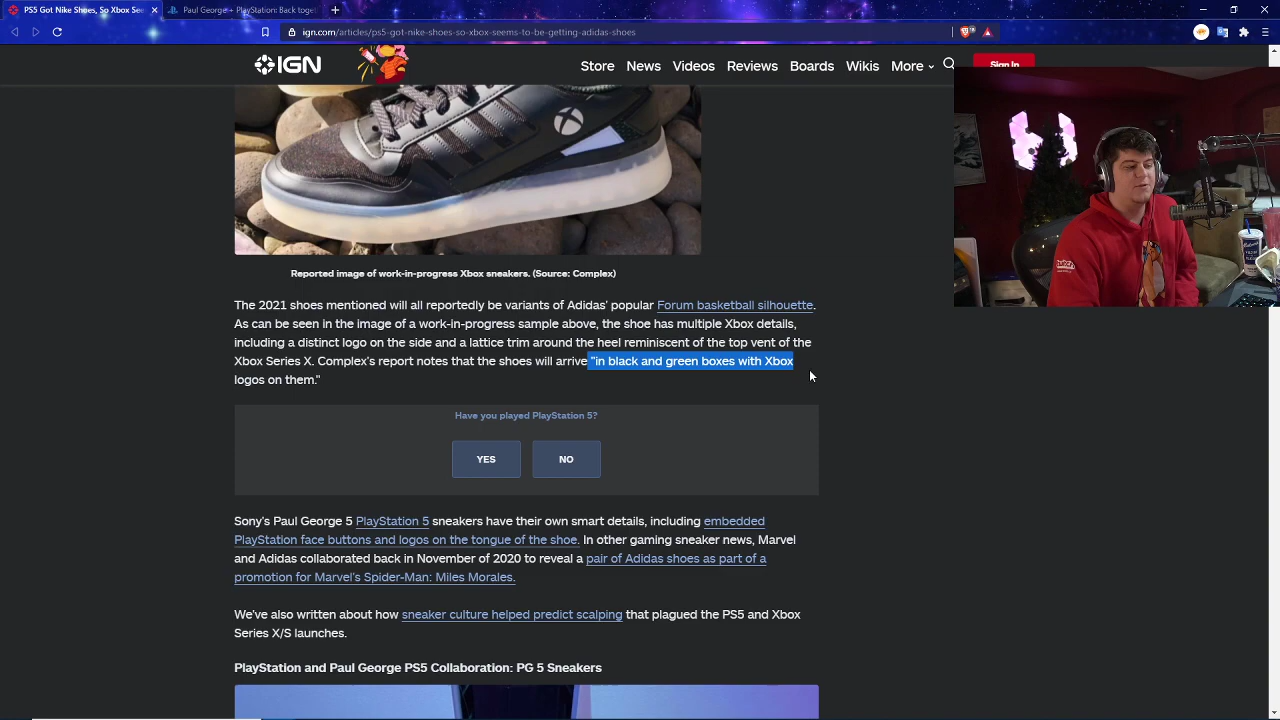 PS5 Got Nike Shoes, So Xbox See
Paul George + PlayStation: Back toget
ign.com/articles/ps5-got-nike-shoes-so-xbox-seems-to-be-getting-adidas-shoes
IGN
Store News Videos Reviews Boards Wikis More
Sign In
Reported image of work-in-progress Xbox sneakers. (Source: Complex)
The 2021 shoes mentioned will all reportedly be variants of Adidas' popular Forum basketball silhouette.
As can be seen in the image of a work-in-progress sample above, the shoe has multiple Xbox details,
including a distinct logo on the side and a lattice trim around the heel reminiscent of the top vent of the
Xbox Series X. Complex's report notes that the shoes will arrive "in black and green boxes with Xbox
logos on them."
Have you played PlayStation 5?
YES NO
Sony's Paul George 5 PlayStation 5 sneakers have their own smart details, including embedded
PlayStation face buttons and logos on the tongue of the shoe. In other gaming sneaker news, Marvel
and Adidas collaborated back in November of 2020 to reveal a pair of Adidas shoes as part of a
promotion for Marvel's Spider-Man: Miles Morales.
We've also written about how sneaker culture helped predict scalping that plagued the PS5 and Xbox
Series X/S launches.
PlayStation and Paul George PS5 Collaboration: PG 5 Sneakers